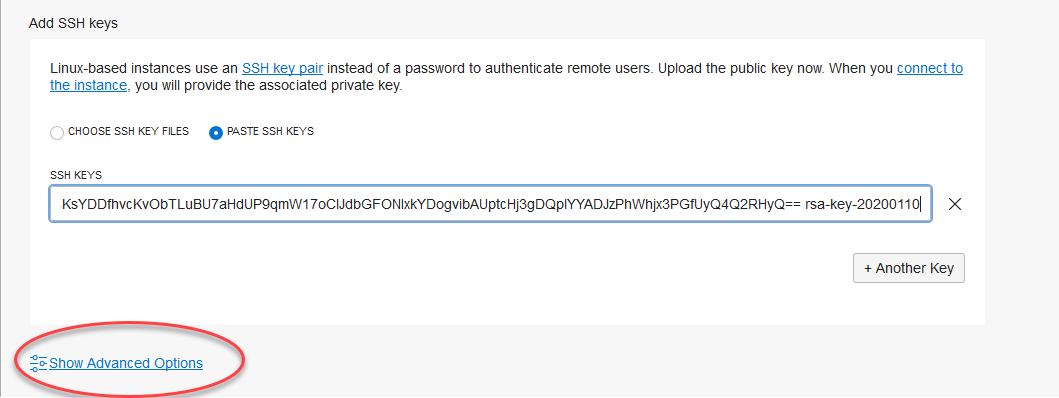 Add SSH keys
Linux-based instances use an SSH key pair instead of a password to authenticate remote users. Upload the public key now. When you connect to
the instance, you will provide the associated private key.
CHOOSE SSH KEY FILES PASTE SSH KEYS
SSH KEYS
KsYDDfhvcKvObTLuBU7aHdUP9qmW17oClJdbGFONlxkYDogvibAUptcHj3gDQplYYADJzPhWhjx3PGfUyQ4Q2RHyQ== rsa-key-20200110
+ Another Key
Show Advanced Options